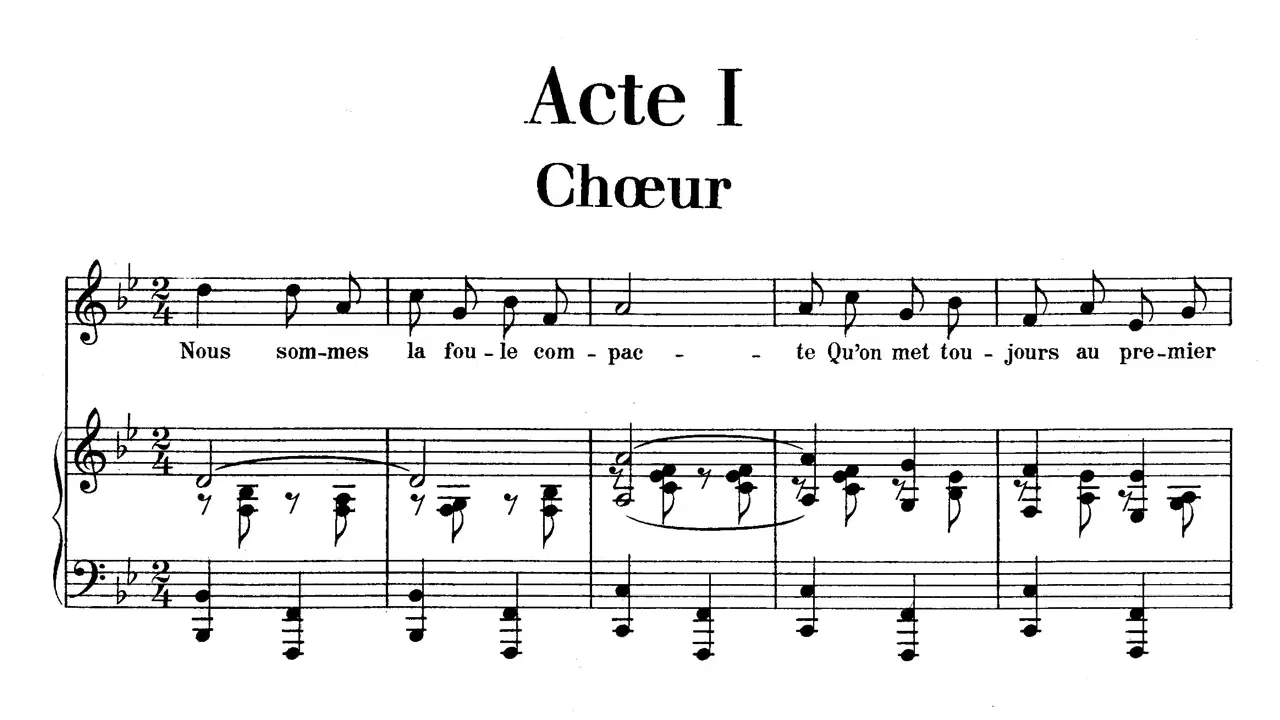 Acte I
Chœur
Nous som-mes la fou-le com-pac - - te Qu'on met tou-jours au pre-mier